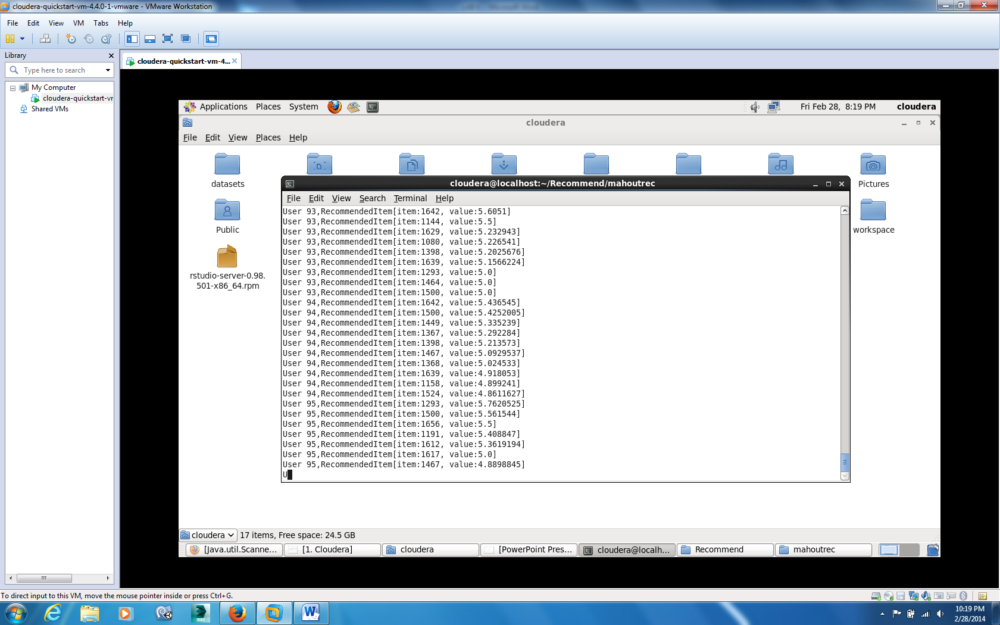 cloudera-quickstart-vm-4.4.0-1-vmware - VMware Workstation
File Edit View VM Tabs Help
Library
Type here to search
My Computer
cloudera-quickstart-vr
Shared VMs
cloudera-quickstart-vm-4...
Applications Places System
Fri Feb 28, 8:19 PM cloudera
cloudera
File Edit View Places Help
datasets
Pictures
Public
workspace
rstudio-server-0.98.
501-x86_64.rpm
cloudera@localhost:~/Recommend/mahoutrec
File Edit View Search Terminal Help
User 93,RecommendedItem[item:1642, value:5.6051]
User 93,RecommendedItem[item:1144, value:5.5]
User 93,RecommendedItem[item:1629, value:5.232943]
User 93,RecommendedItem[item:1080, value:5.226541]
User 93,RecommendedItem[item:1398, value:5.2025676]
User 93,RecommendedItem[item:1639, value:5.1566224]
User 93,RecommendedItem[item:1293, value:5.0]
User 93,RecommendedItem[item:1464, value:5.0]
User 93,RecommendedItem[item:1500, value:5.0]
User 94,RecommendedItem[item:1642, value:5.436545]
User 94,RecommendedItem[item:1500, value:5.4252005]
User 94,RecommendedItem[item:1449, value:5.335239]
User 94,RecommendedItem[item:1367, value:5.292284]
User 94,RecommendedItem[item:1398, value:5.213573]
User 94,RecommendedItem[item:1467, value:5.0929537]
User 94,RecommendedItem[item:1368, value:5.024533]
User 94,RecommendedItem[item:1639, value:4.918053]
User 94,RecommendedItem[item:1158, value:4.899241]
User 94,RecommendedItem[item:1524, value:4.8611627]
User 95,RecommendedItem[item:1293, value:5.7620525]
User 95,RecommendedItem[item:1500, value:5.561544]
User 95,RecommendedItem[item:1656, value:5.5]
User 95,RecommendedItem[item:1191, value:5.408847]
User 95,RecommendedItem[item:1612, value:5.3619194]
User 95,RecommendedItem[item:1617, value:5.0]
User 95,RecommendedItem[item:1467, value:4.8898845]
U
cloudera 17 items, Free space: 24.5 GB
[Java.util.Scanne... [1. Cloudera] cloudera [PowerPoint Pres... cloudera@localh... Recommend mahoutrec
To direct input to this VM, move the mouse pointer inside or press Ctrl+G.
10:19 PM
2/28/2014